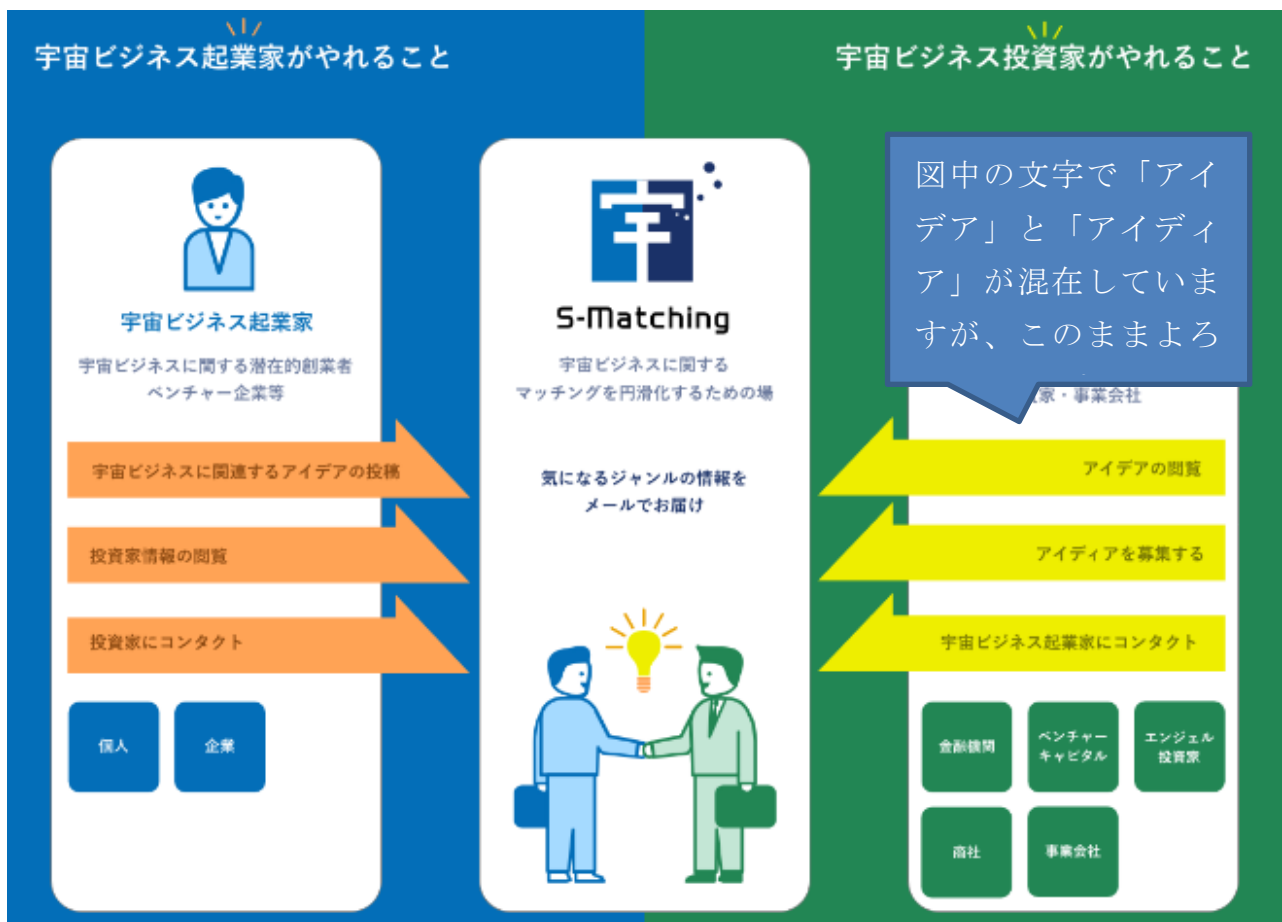 宇宙ビジネス起業家がやれること
宇宙ビジネス投資家がやれること
宇宙ビジネス起業家
宇宙ビジネスに関する潜在的創業者
ベンチャー企業等
宇宙ビジネスに関連するアイデアの投稿
投資家情報の閲覧
投資家にコンタクト
個人
企業
宇
S-Matching
宇宙ビジネスに関する
マッチングを円滑化するための場
気になるジャンルの情報を
メールでお届け
図中の文字で「アイ
デア」と「アイディ
ア」が混在していま
すが、このままよろ
家・事業会社
アイデアの閲覧
アイディアを募集する
宇宙ビジネス起業家にコンタクト
金融機関
ベンチャー
キャピタル
エンジェル
投資家
商社
事業会社